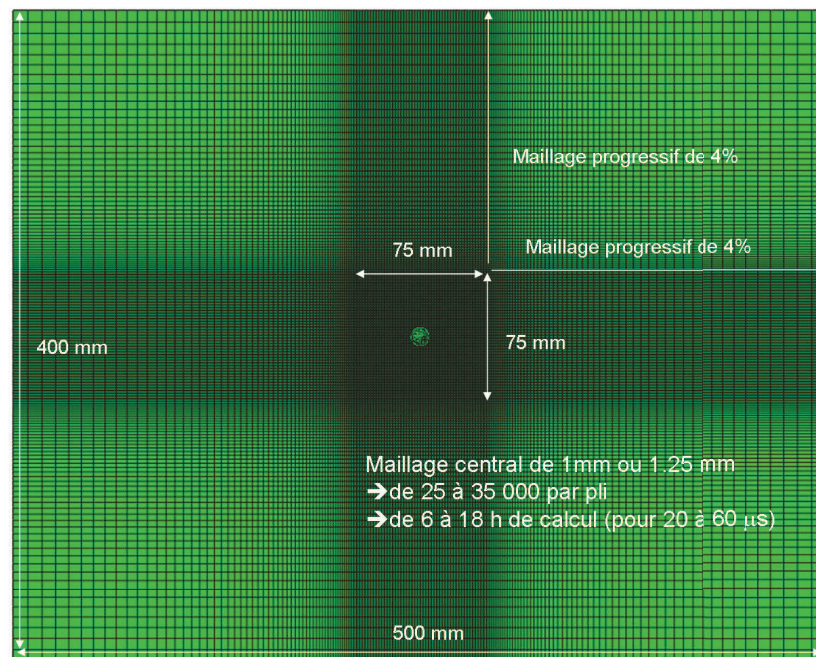 Maillage progressif de 4%
75 mm
Maillage progressif de 4%
400 mm
75 mm
Maillage central de 1mm ou 1.25 mm
➔de 25 à 35 000 par pli
➔de 6 à 18 h de calcul (pour 20 à 60 μs)
500 mm